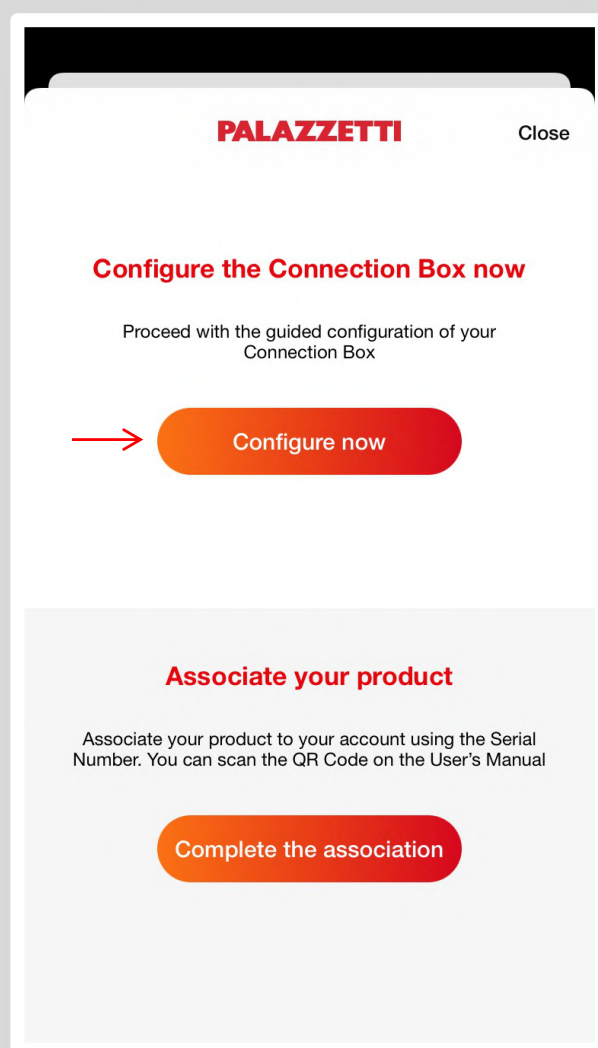 PALAZZETTI
Close
Configure the Connection Box now
Proceed with the guided configuration of your
Connection Box
Configure now
Associate your product
Associate your product to your account using the Serial
Number. You can scan the QR Code on the User's Manual
Complete the association